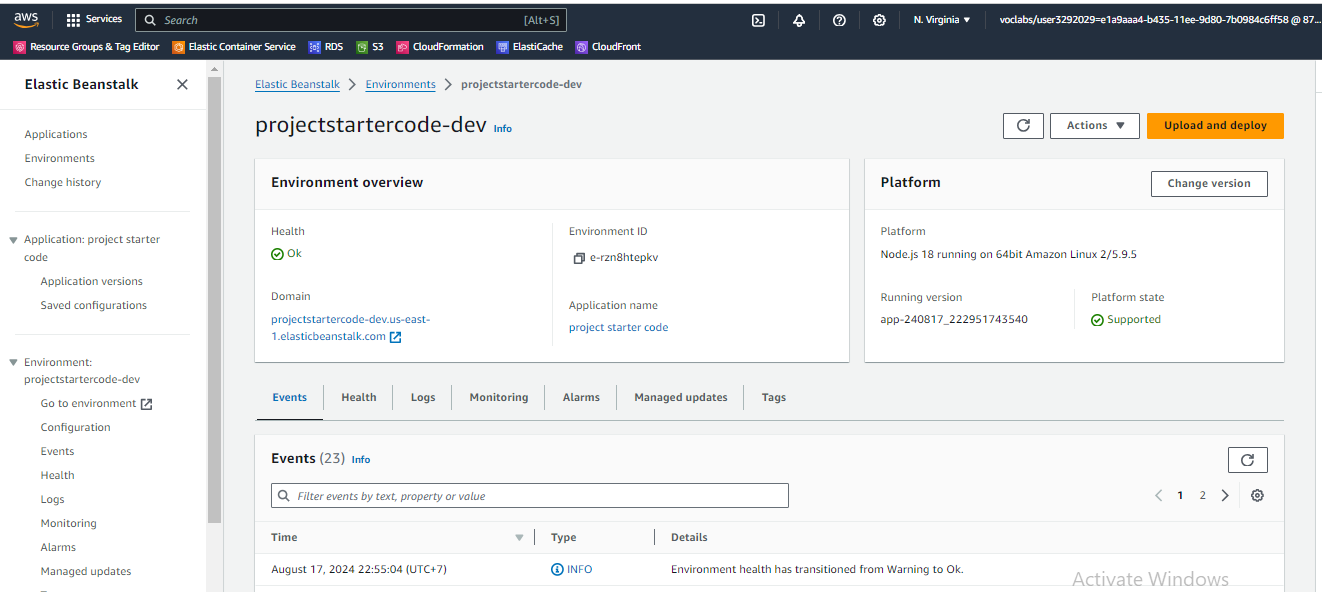 aws
Services
Search
[Alt+S]
N. Virginia
voclabs/user3292029=e1a9aaa4-b435-11ee-9d80-7b0984c6ff58 @ 87...
Resource Groups & Tag Editor
Elastic Container Service
RDS
S3
CloudFormation
ElastiCache
CloudFront
Elastic Beanstalk
Applications
Environments
Change history
Application: project starter
code
Application versions
Saved configurations
Environment:
projectstartercode-dev
Go to environment
Configuration
Events
Health
Logs
Monitoring
Alarms
Managed updates
Elastic Beanstalk
Environments
projectstartercode-dev
projectstartercode-dev
Info
Actions
Upload and deploy
Environment overview
Health
Ok
Domain
projectstartercode-dev.us-east-
1.elasticbeanstalk.com
Environment ID
e-rzn8htepkv
Application name
project starter code
Platform
Change version
Platform
Node.js 18 running on 64bit Amazon Linux 2/5.9.5
Running version
app-240817_222951743540
Platform state
Supported
Events
Health
Logs
Monitoring
Alarms
Managed updates
Tags
Events (23)
Info
Filter events by text, property or value
1
2
Time
Type
Details
August 17, 2024 22:55:04 (UTC+7)
INFO
Environment health has transitioned from Warning to Ok.
Activate Windows